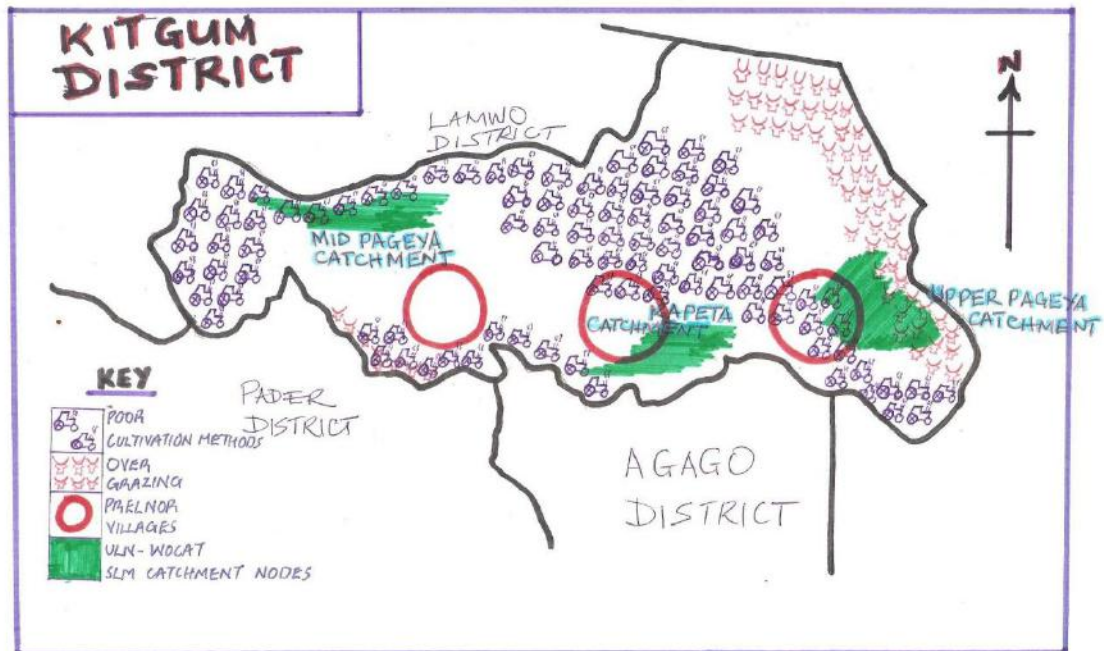 KITGUM
DISTRICT
N
LAMWO
DISTRICT
MID PAGEYA
CATCHMENT
KAPETA
CATCHMENT
UPPER PAGEYA
CATCHMENT
PADER
DISTRICT
AGAGO
DISTRICT
KEY
POOR
CULTIVATION METHODS
OVER
GRAZING
PRELNOR
VILLAGES
ULN-WOCAT
SLM CATCHMENT NODES